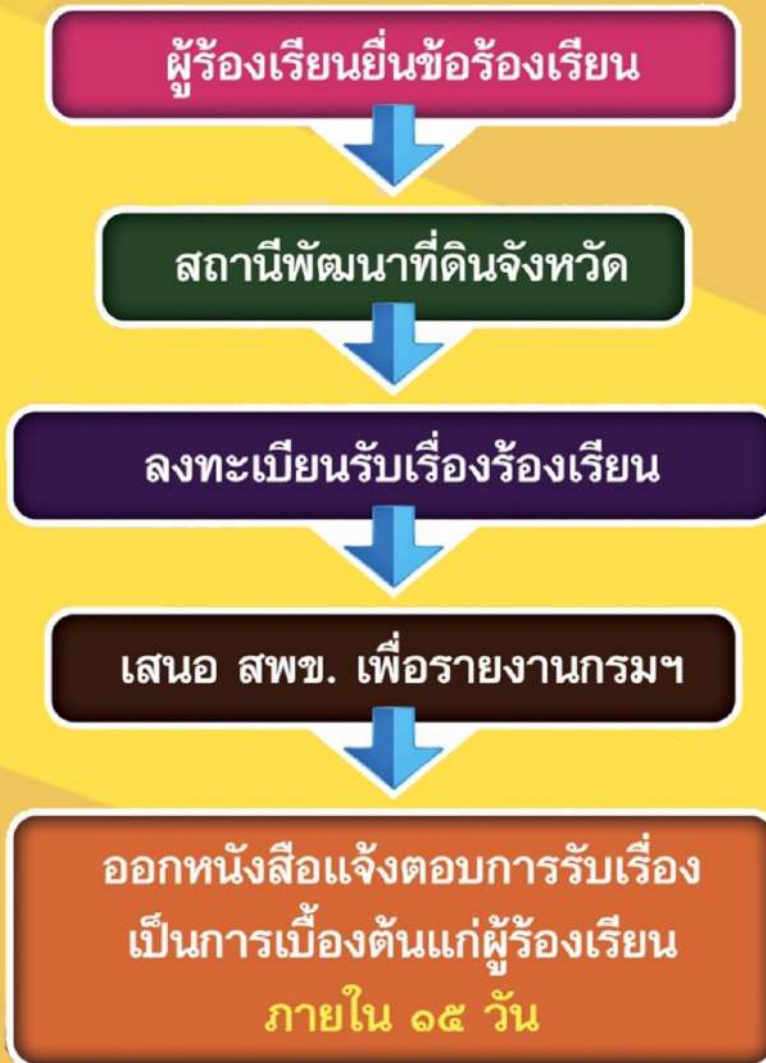 ผู้ร้องเรียนยื่นข้อร้องเรียน
สถานีพัฒนาที่ดินจังหวัด
ลงทะเบียนรับเรื่องร้องเรียน
เสนอ สพข. เพื่อรายงานกรมฯ
ออกหนังสือแจ้งตอบการรับเรื่อง
เป็นการเบื้องต้นแก่ผู้ร้องเรียน
ภายใน ๑๕ วัน